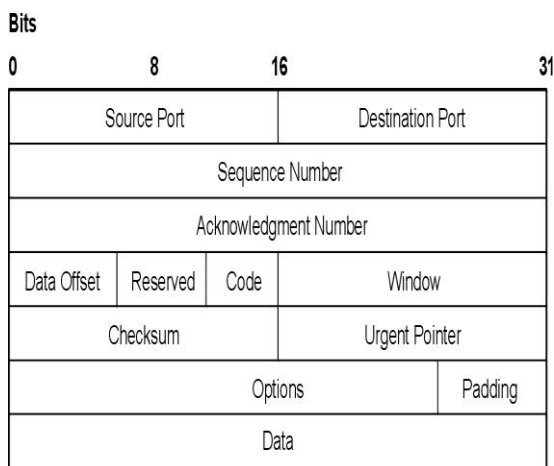 Bits
0 8 16 31
Source Port Destination Port
Sequence Number
Acknowledgment Number
Data Offset Reserved Code Window
Checksum Urgent Pointer
Options Padding
Data